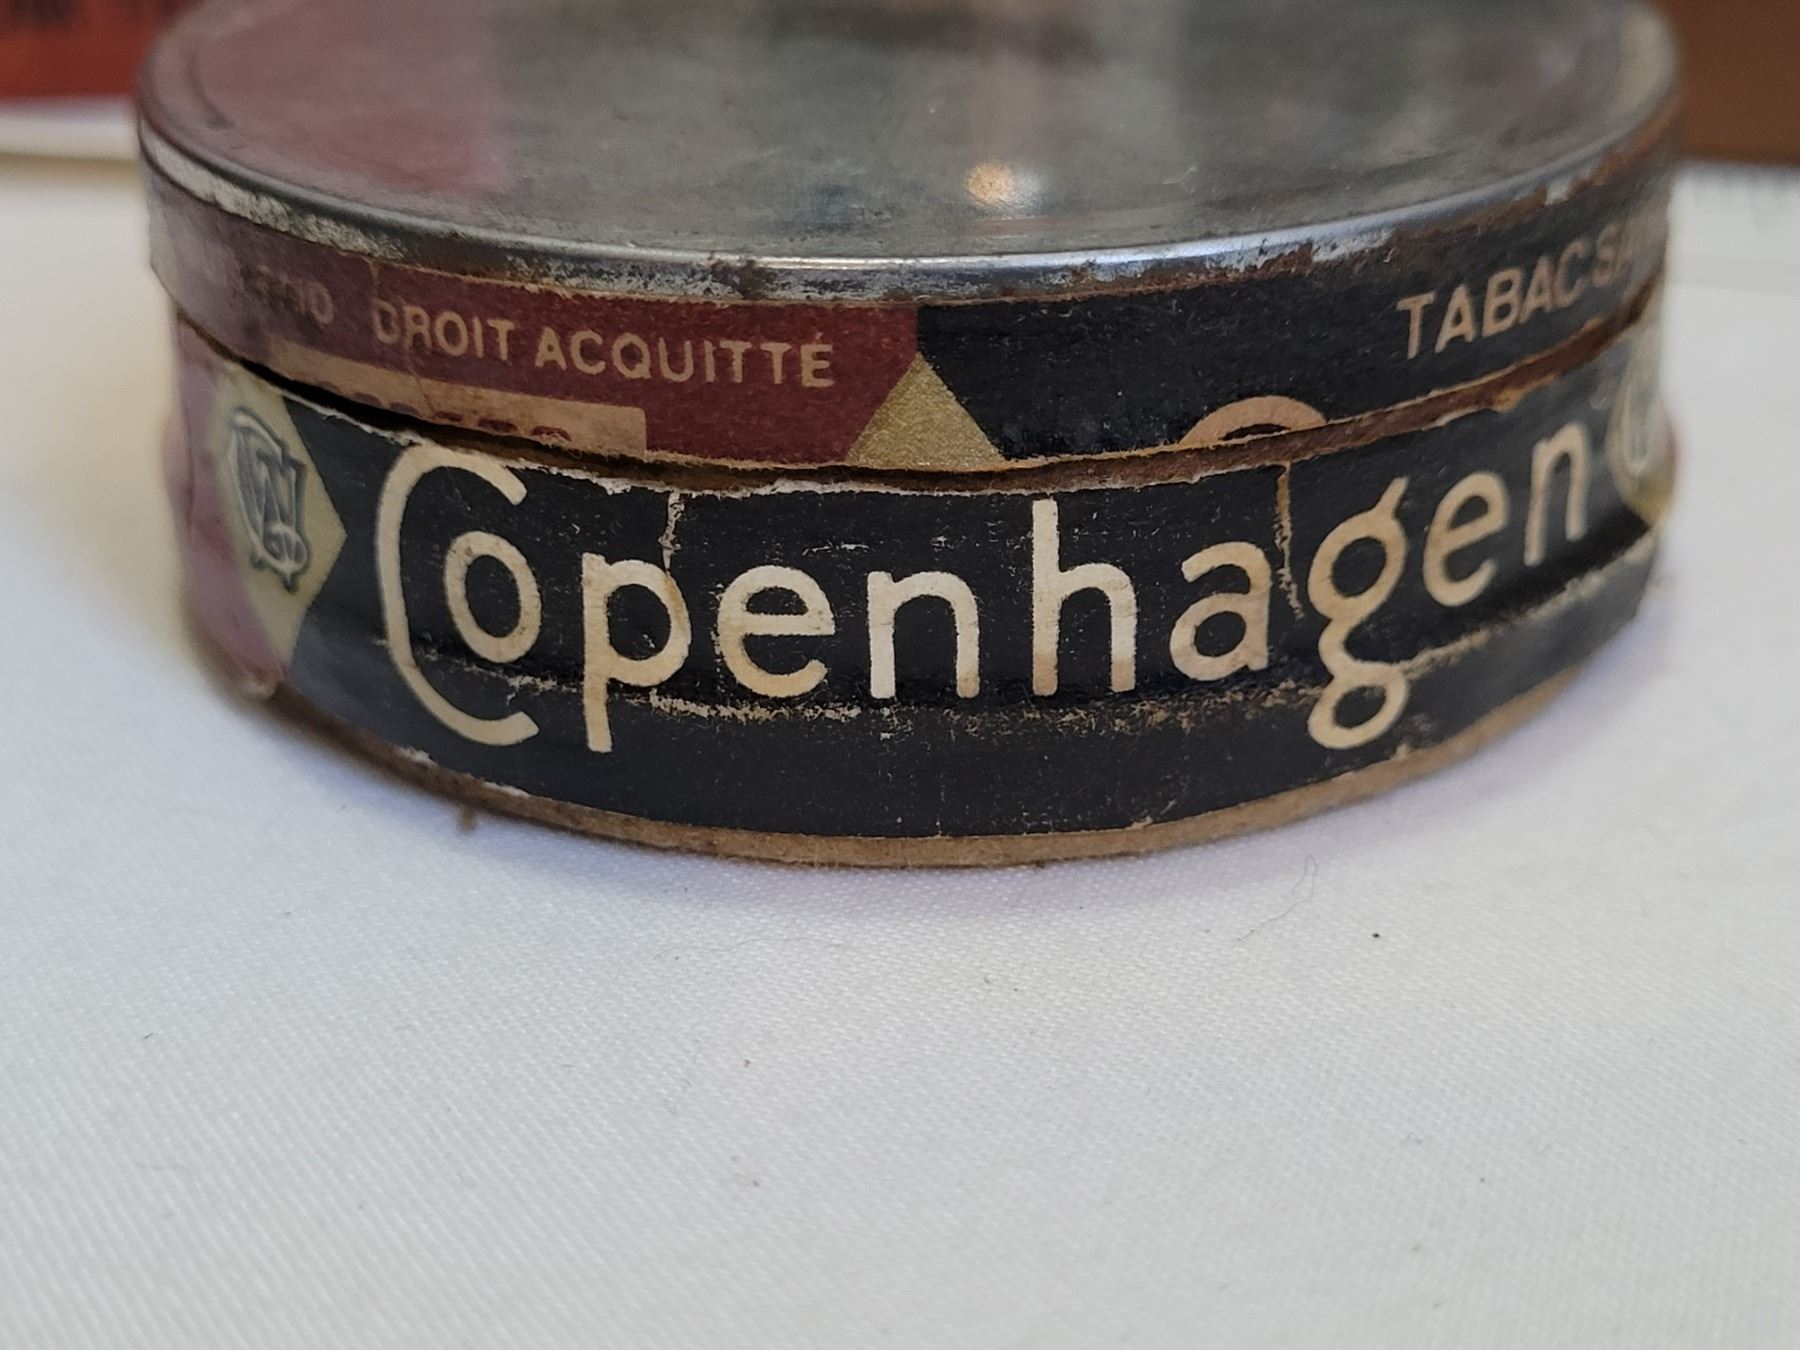 DROIT ACQUITTÉ
TABAC
Copenhagen